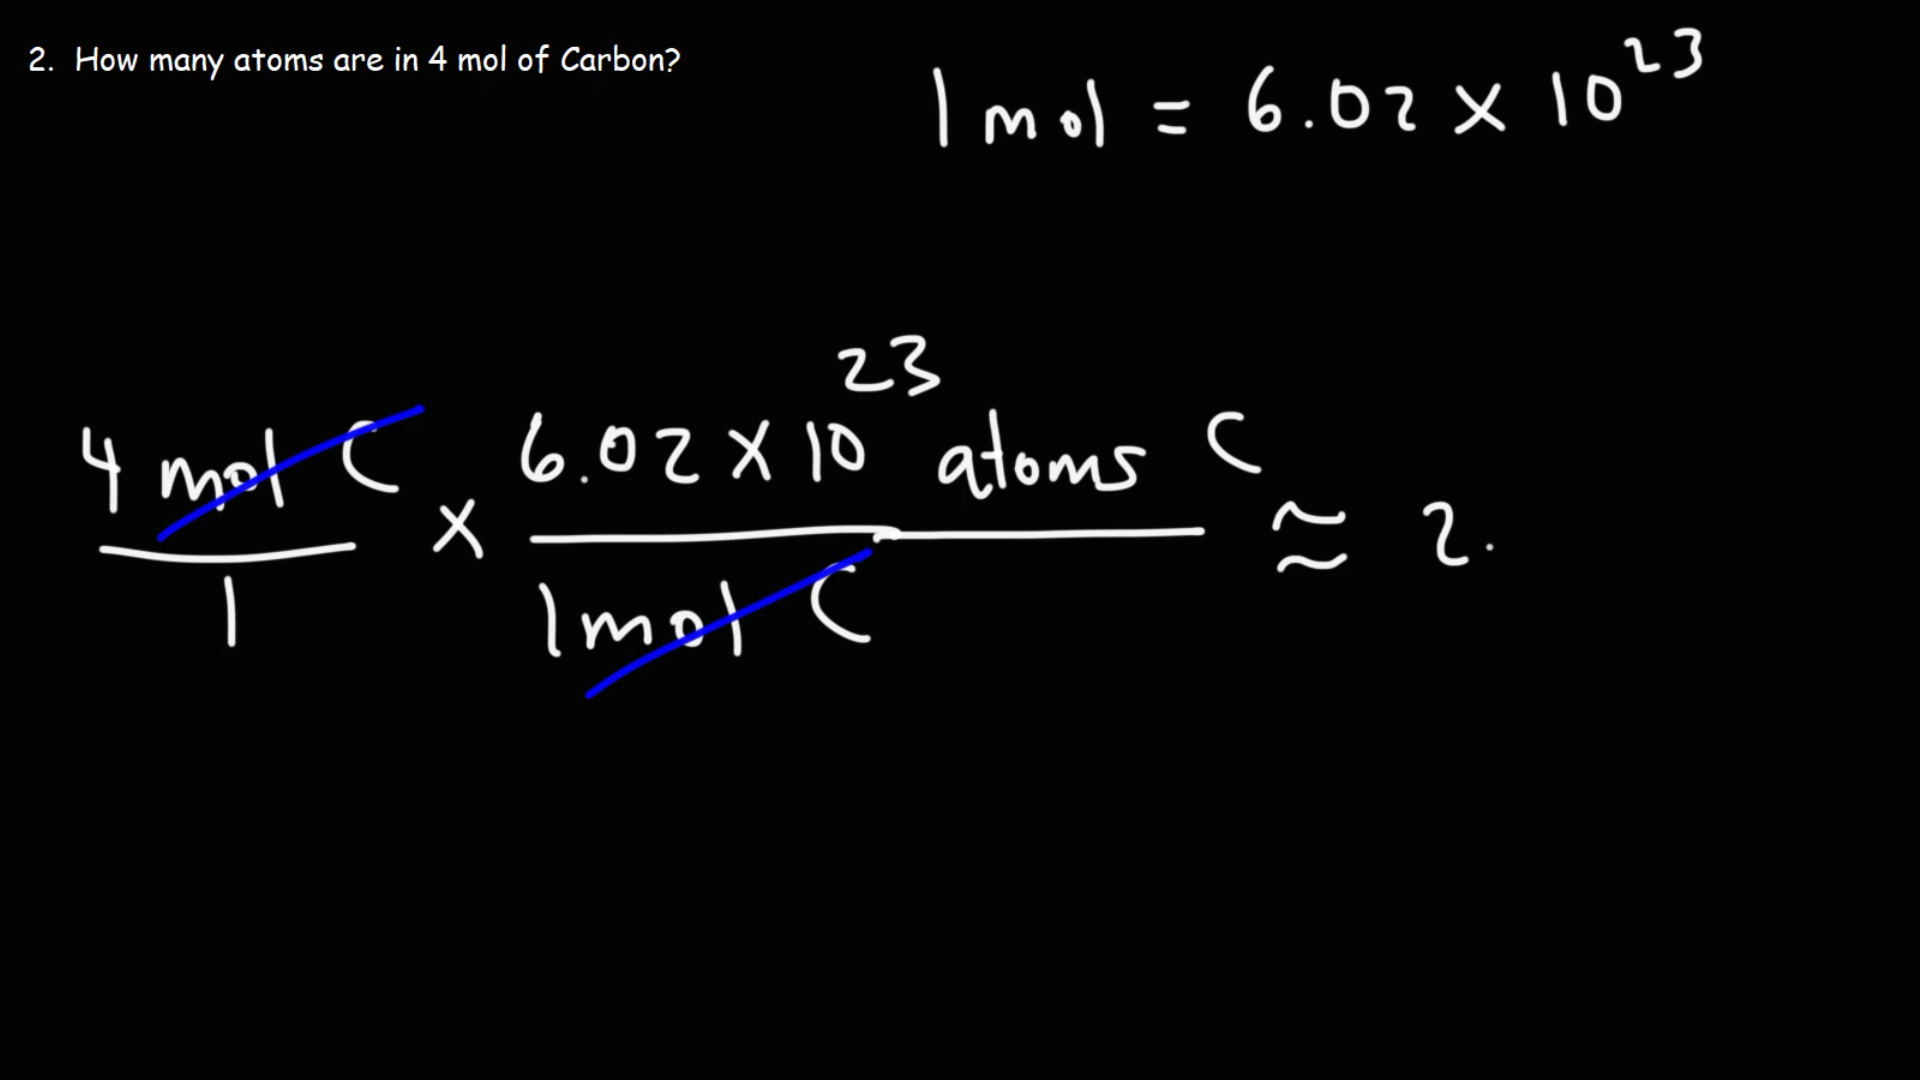 2. How many atoms are in 4 mol of Carbon?
1 mol = 6.02 x 10^23
4 mol C / 1 x 6.02 x 10^23 atoms C / 1 mol C ≈ 2.